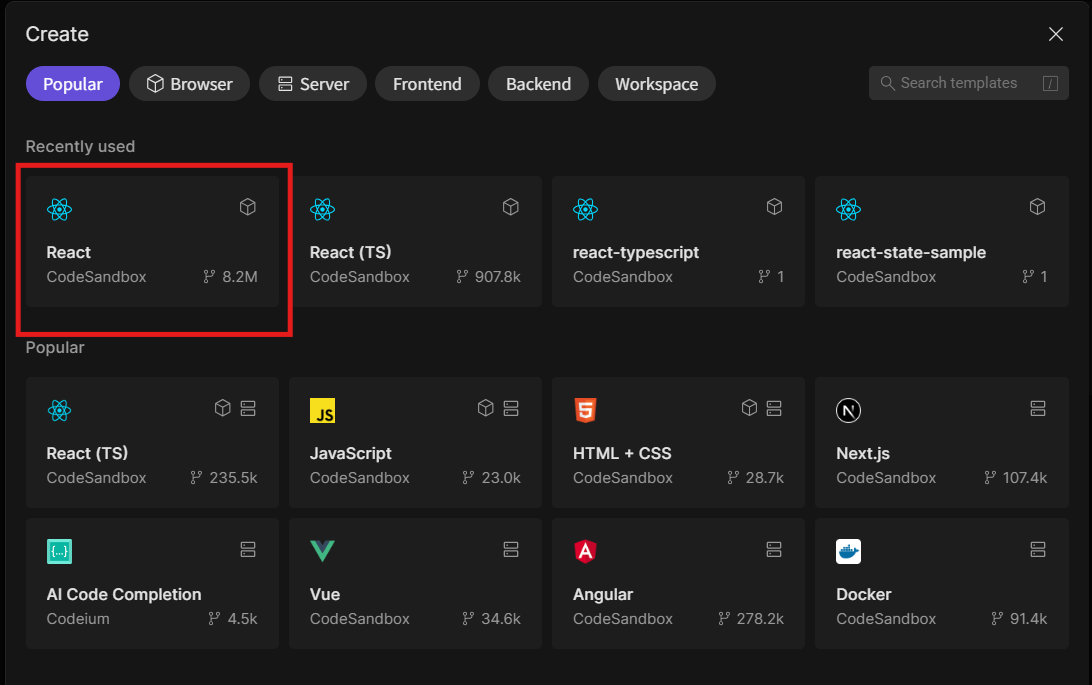 Create
Popular Browser Server Frontend Backend Workspace Search templates /
Recently used
React React (TS) react-typescript react-state-sample
CodeSandbox 8.2M CodeSandbox 907.8k CodeSandbox 1 CodeSandbox 1
Popular
JS 5 N
React (TS) JavaScript HTML + CSS Next.js
CodeSandbox 235.5k CodeSandbox 23.0k CodeSandbox 28.7k CodeSandbox 107.4k
{...} A
AI Code Completion Vue Angular Docker
Codeium 4.5k CodeSandbox 34.6k CodeSandbox 278.2k CodeSandbox 91.4k